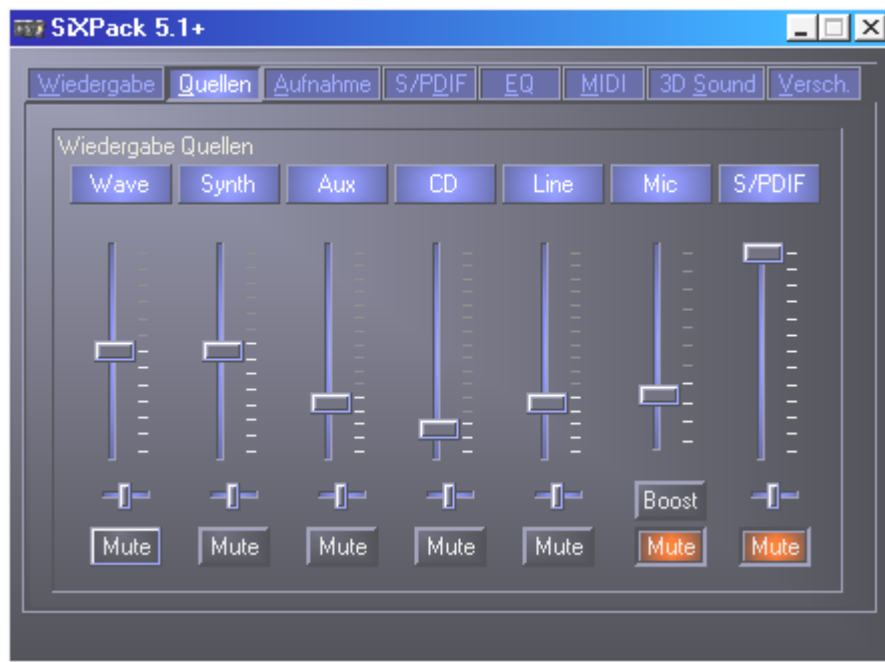 SiXPack 5.1+
Wiedergabe Quellen Aufnahme S/PDIF EQ MIDI 3D Sound Versch.
Wiedergabe Quellen
Wave Synth Aux CD Line Mic S/PDIF
Boost
Mute Mute Mute Mute Mute Mute Mute